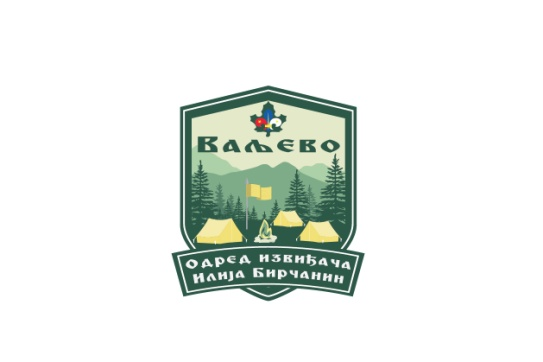 Ваљево
Одред извиђача
Илија Бирчанин